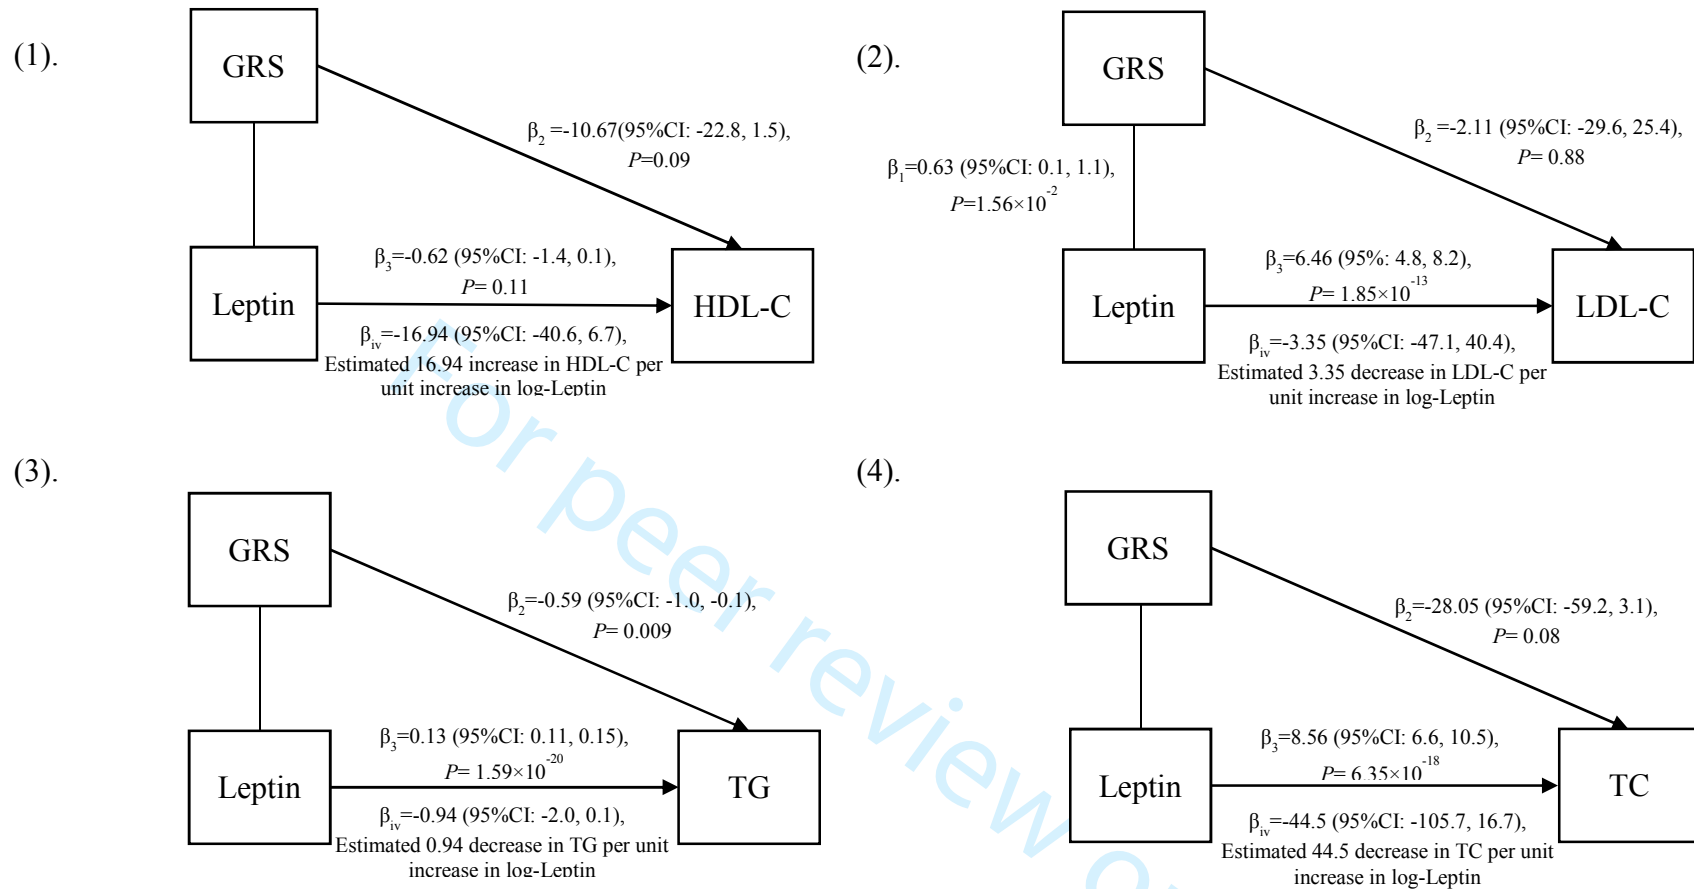 (1).
GRS
β2 =-10.67(95%CI: -22.8, 1.5),
P=0.09
Leptin
β3=-0.62 (95%CI: -1.4, 0.1),
P= 0.11
HDL-C
βiv=-16.94 (95%CI: -40.6, 6.7),
Estimated 16.94 increase in HDL-C per
unit increase in log-Leptin
(2).
GRS
β2 =-2.11 (95%CI: -29.6, 25.4),
P= 0.88
β1=0.63 (95%CI: 0.1, 1.1),
P=1.56×10-2
Leptin
β3=6.46 (95%: 4.8, 8.2),
P= 1.85×10-13
LDL-C
βiv=-3.35 (95%CI: -47.1, 40.4),
Estimated 3.35 decrease in LDL-C per
unit increase in log-Leptin
(3).
GRS
β2=-0.59 (95%CI: -1.0, -0.1),
P= 0.009
Leptin
β3=0.13 (95%CI: 0.11, 0.15),
P= 1.59×10-20
TG
βiv=-0.94 (95%CI: -2.0, 0.1),
Estimated 0.94 decrease in TG per unit
increase in log-Leptin
(4).
GRS
β2=-28.05 (95%CI: -59.2, 3.1),
P= 0.08
Leptin
β3=8.56 (95%CI: 6.6, 10.5),
P= 6.35×10-18
TC
βiv=-44.5 (95%CI: -105.7, 16.7),
Estimated 44.5 decrease in TC per unit
increase in log-Leptin
For peer review